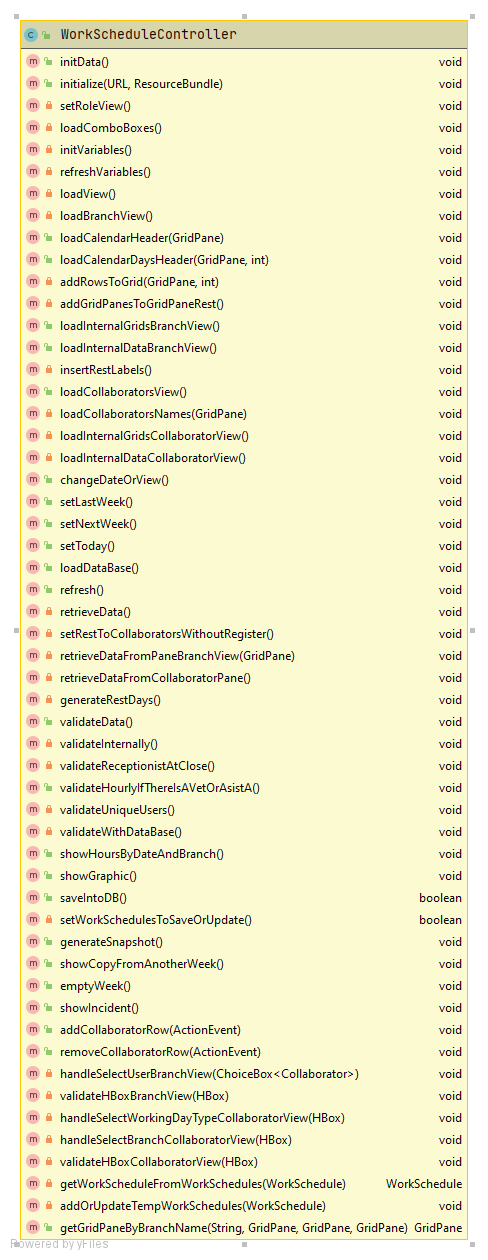 WorkScheduleController
initData() void
initialize(URL, ResourceBundle) void
setRoleView() void
loadComboBoxes() void
initVariables() void
refreshVariables() void
loadView() void
loadBranchView() void
loadCalendarHeader(GridPane) void
loadCalendarDaysHeader(GridPane, int) void
addRowsToGrid(GridPane, int) void
addGridPanesToGridPaneRest() void
loadInternalGridsBranchView() void
loadInternalDataBranchView() void
insertRestLabels() void
loadCollaboratorsView() void
loadCollaboratorsNames(GridPane) void
loadInternalGridsCollaboratorView() void
loadInternalDataCollaboratorView() void
changeDateOrView() void
setLastWeek() void
setNextWeek() void
setToday() void
loadDataBase() void
refresh() void
retrieveData() void
setRestToCollaboratorsWithoutRegister() void
retrieveDataFromPaneBranchView(GridPane) void
retrieveDataFromCollaboratorPane() void
generateRestDays() void
validateData() void
validateInternally() void
validateReceptionistAtClose() void
validateHourlyIfThereIsAVetOrAsistA() void
validateUniqueUsers() void
validateWithDataBase() void
showHoursByDateAndBranch() void
showGraphic() void
saveIntoDB() boolean
setWorkSchedulesToSaveOrUpdate() boolean
generateSnapshot() void
showCopyFromAnotherWeek() void
emptyWeek() void
showIncident() void
addCollaboratorRow(ActionEvent) void
removeCollaboratorRow(ActionEvent) void
handleSelectUserBranchView(ChoiceBox<Collaborator>) void
validateHBoxBranchView(HBox) void
handleSelectWorkingDayTypeCollaboratorView(HBox) void
handleSelectBranchCollaboratorView(HBox) void
validateHBoxCollaboratorView(HBox) void
getWorkScheduleFromWorkSchedules(WorkSchedule) WorkSchedule
addOrUpdateTempWorkSchedules(WorkSchedule) void
getGridPaneByBranchName(String, GridPane, GridPane, GridPane) GridPane
Powered by yFiles